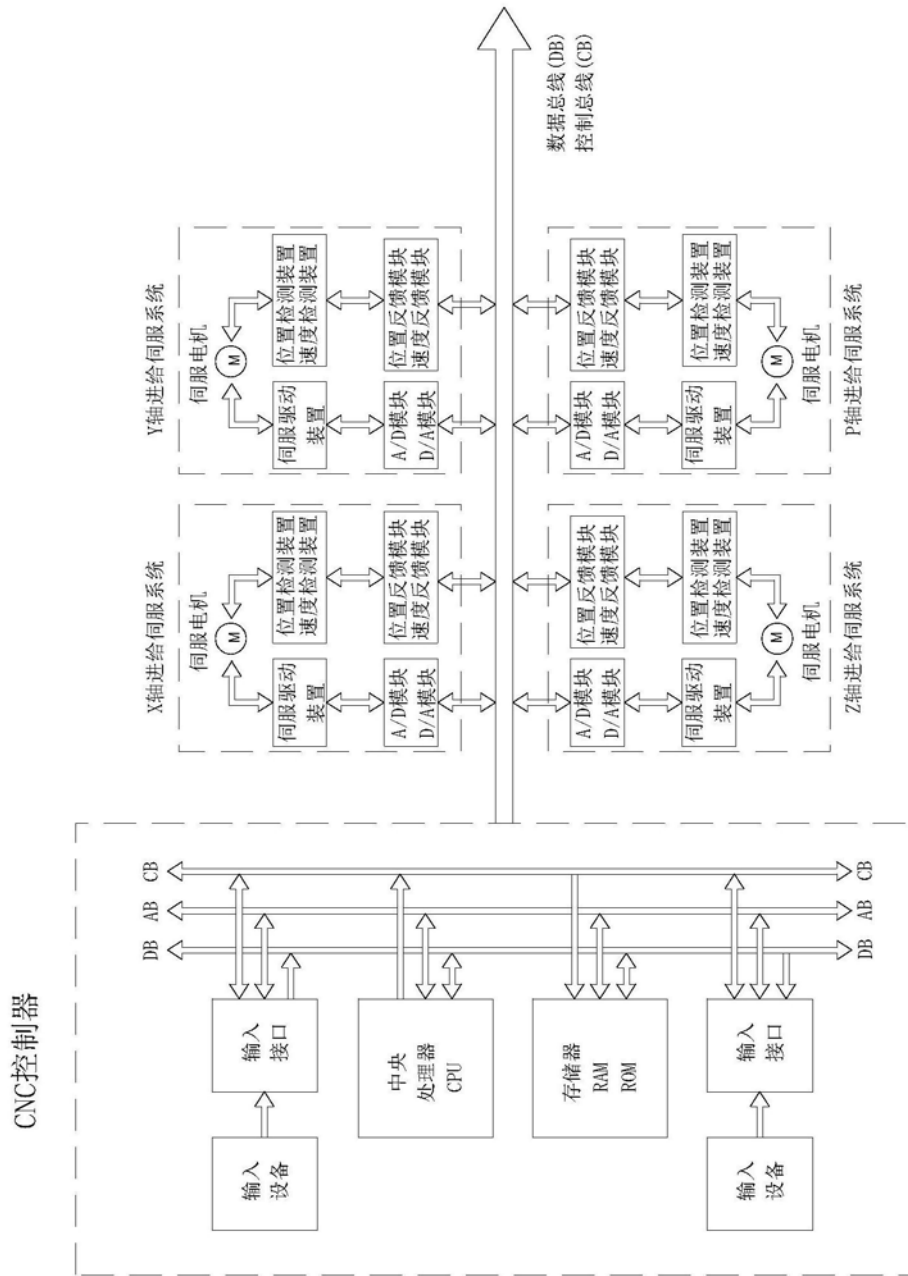 CNC控制器
输入
设备
输入
接口
中央
处理器
CPU
存储器
RAM
ROM
输入
设备
输入
接口
DB
AB
CB
DB
AB
CB
X轴进给伺服系统
伺服电机
M
伺服驱动
装置
位置检测装置
速度检测装置
A/D模块
D/A模块
位置反馈模块
速度反馈模块
Y轴进给伺服系统
伺服电机
M
伺服驱动
装置
位置检测装置
速度检测装置
A/D模块
D/A模块
位置反馈模块
速度反馈模块
数据总线(DB)
控制总线(CB)
A/D模块
D/A模块
位置反馈模块
速度反馈模块
伺服驱动
装置
位置检测装置
速度检测装置
M
伺服电机
Z轴进给伺服系统
A/D模块
D/A模块
位置反馈模块
速度反馈模块
伺服驱动
装置
位置检测装置
速度检测装置
M
伺服电机
P轴进给伺服系统